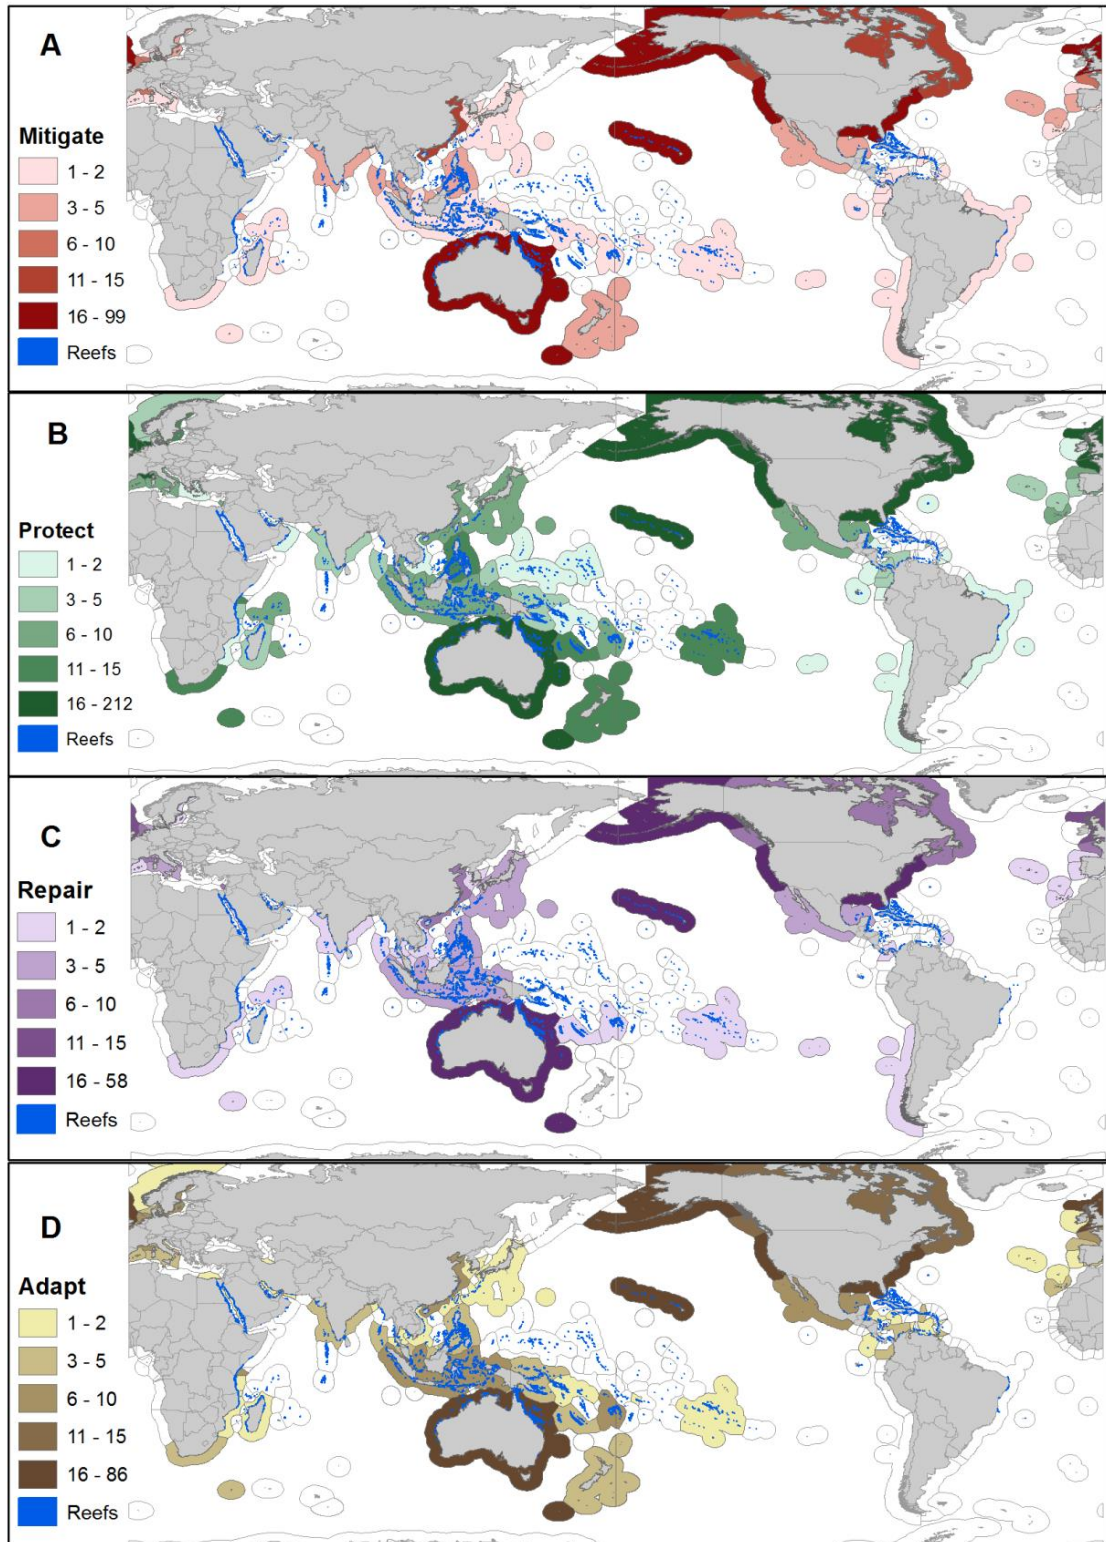 A
Mitigate
1 - 2
3 - 5
6 - 10
11 - 15
16 - 99
Reefs
B
Protect
1 - 2
3 - 5
6 - 10
11 - 15
16 - 212
Reefs
C
Repair
1 - 2
3 - 5
6 - 10
11 - 15
16 - 58
Reefs
D
Adapt
1 - 2
3 - 5
6 - 10
11 - 15
16 - 86
Reefs